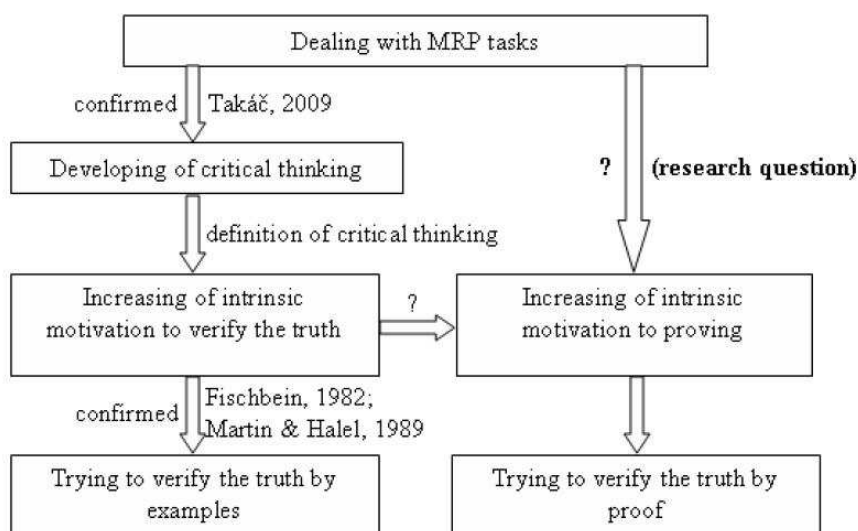 Dealing with MRP tasks
confirmed
Takáč, 2009
Developing of critical thinking
?
(research question)
definition of critical thinking
Increasing of intrinsic
motivation to verify the truth
?
Increasing of intrinsic
motivation to proving
confirmed
Fischbein, 1982;
Martin & Halel, 1989
Trying to verify the truth by
examples
Trying to verify the truth by
proof